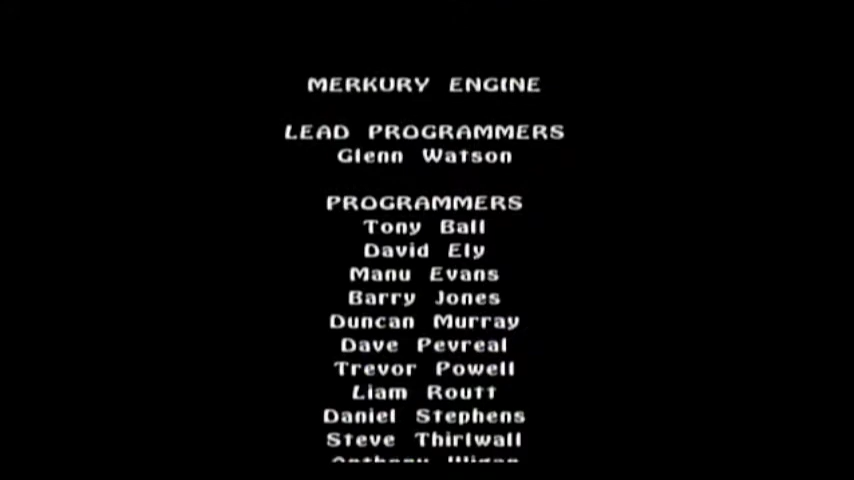 MERKURY ENGINE
LEAD PROGRAMMERS
Glenn Watson
PROGRAMMERS
Tony Ball
David Ely
Manu Evans
Barry Jones
Duncan Murray
Dave Pevreal
Trevor Powell
Liam Routt
Daniel Stephens
Steve Thirlwall
Anthony